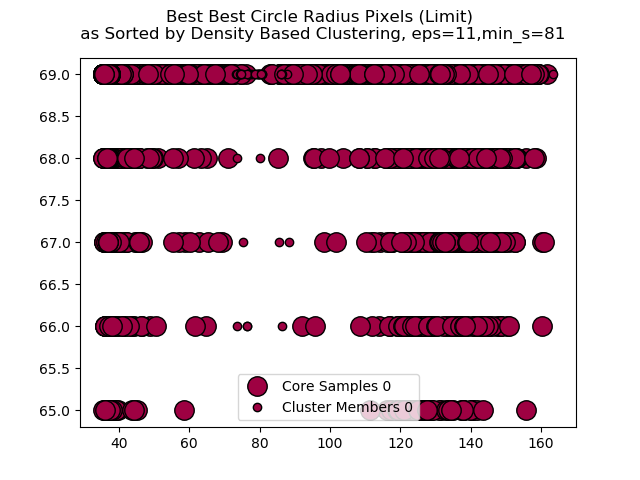 Best Best Circle Radius Pixels (Limit)
as Sorted by Density Based Clustering, eps=11,min_s=81
69.0
68.5
68.0
67.5
67.0
66.5
66.0
65.5
65.0
Core Samples 0
Cluster Members 0
40 60 80 100 120 140 160